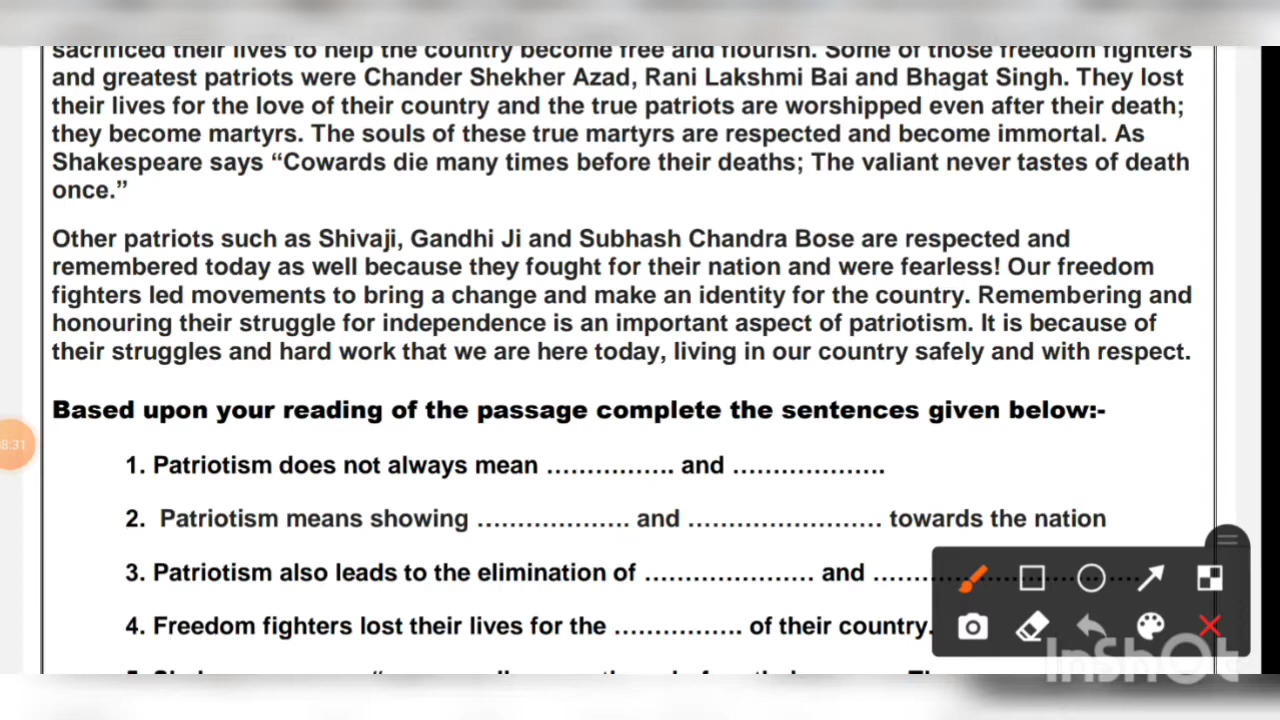 sacrificed their lives to help the country become free and flourish. Some of those freedom fighters
and greatest patriots were Chander Shekher Azad, Rani Lakshmi Bai and Bhagat Singh. They lost
their lives for the love of their country and the true patriots are worshipped even after their death;
they become martyrs. The souls of these true martyrs are respected and become immortal. As
Shakespeare says “Cowards die many times before their deaths; The valiant never tastes of death
once.”
Other patriots such as Shivaji, Gandhi Ji and Subhash Chandra Bose are respected and
remembered today as well because they fought for their nation and were fearless! Our freedom
fighters led movements to bring a change and make an identity for the country. Remembering and
honouring their struggle for independence is an important aspect of patriotism. It is because of
their struggles and hard work that we are here today, living in our country safely and with respect.
Based upon your reading of the passage complete the sentences given below:-
8:31
1. Patriotism does not always mean ................ and ...................
2. Patriotism means showing ................... and ........................ towards the nation
3. Patriotism also leads to the elimination of ..................... and ..................
4. Freedom fighters lost their lives for the ................ of their country.
InShOt